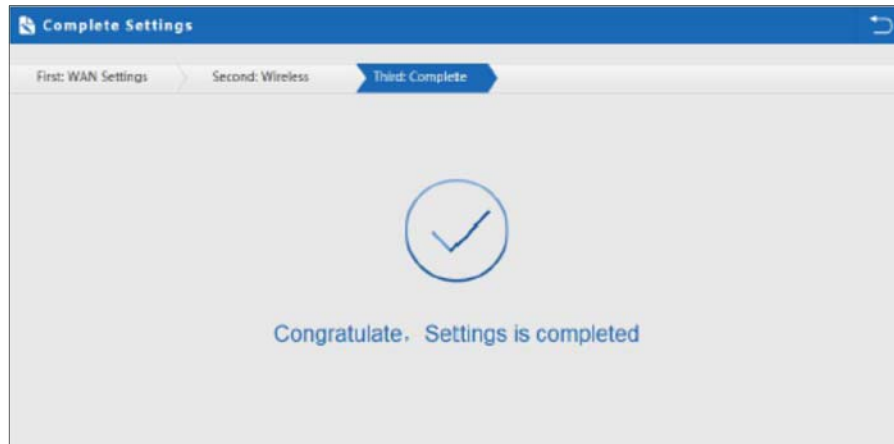 Complete Settings
First: WAN Settings
Second: Wireless
Third: Complete
Congratulate，Settings is completed